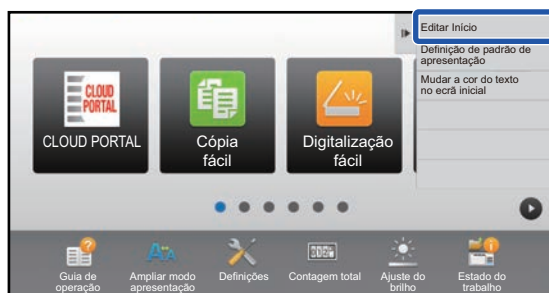 Editar Início
Definição de padrão de
apresentação
Mudar a cor do texto
no ecrã inicial
CLOUD
PORTAL
CLOUD PORTAL
Cópia
fácil
Digitalização
fácil
Guia de
operação
Ampliar modo
apresentação
Definições
Contagem total
Ajuste do
brilho
Estado do
trabalho